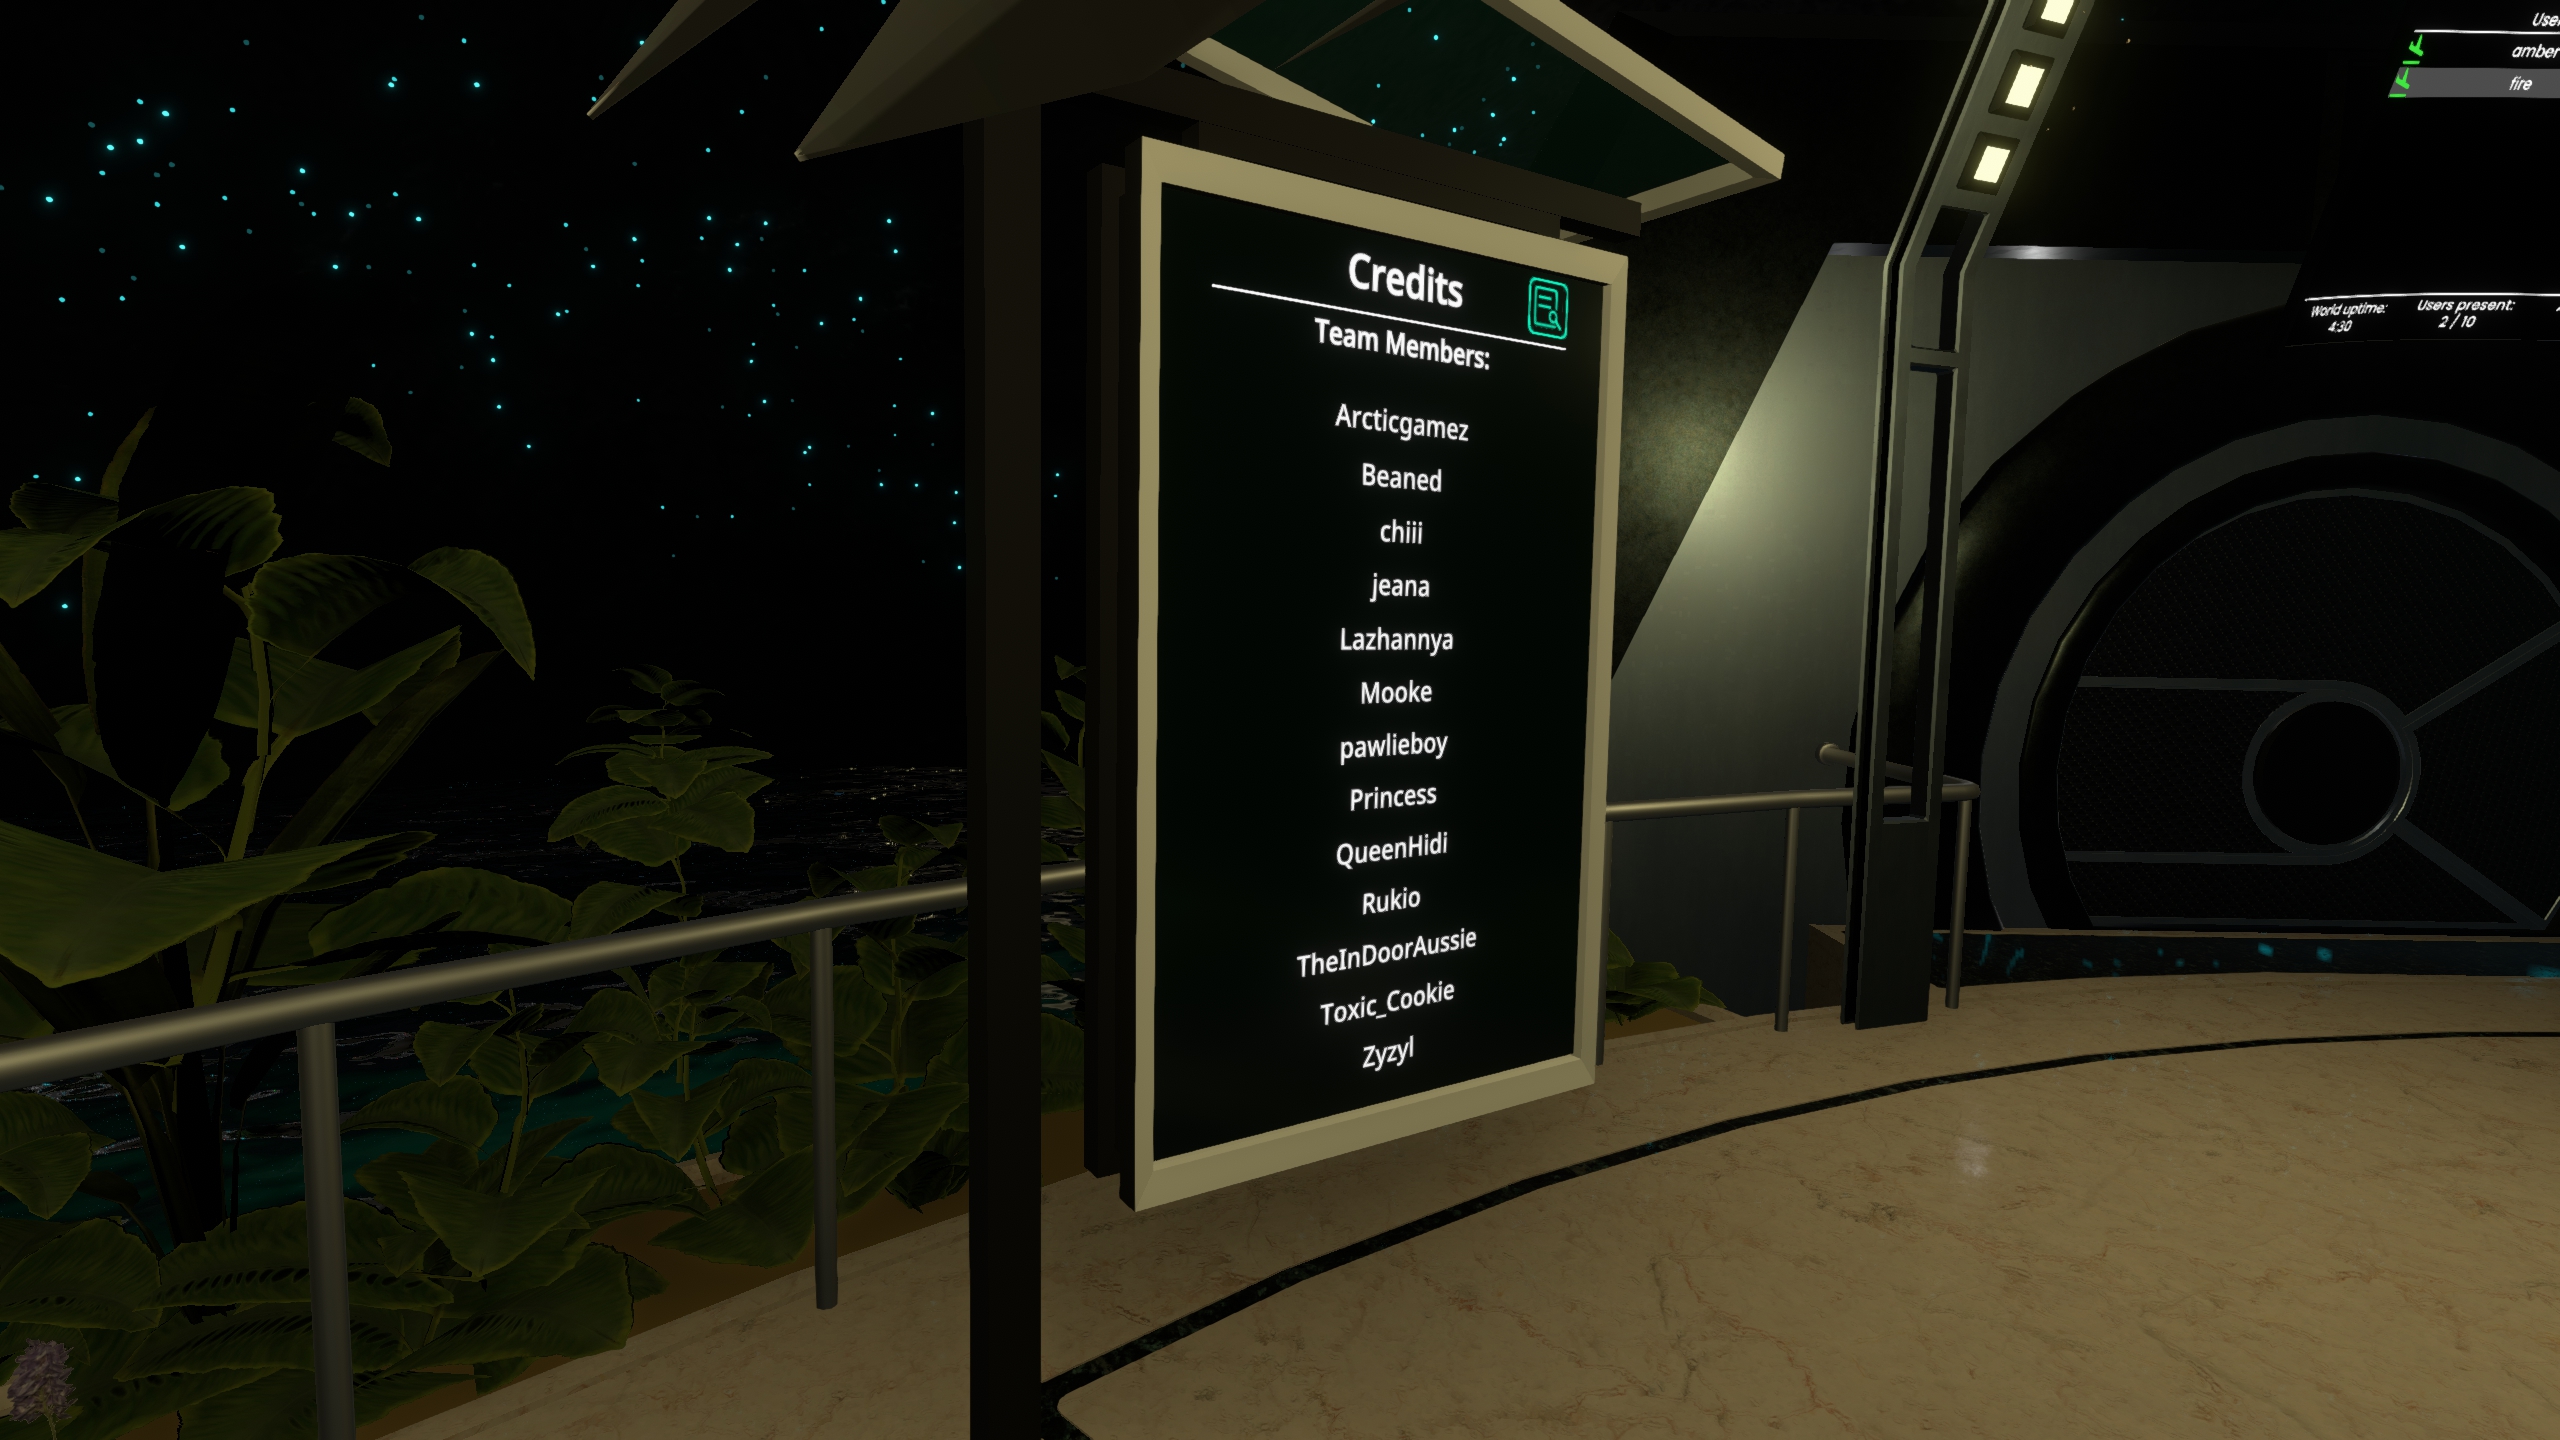 Credits
Team Members:
Arcticgamez
Beaned
chiii
jeana
Lazhannya
Mooke
pawlieboy
Princess
QueenHidi
Rukio
TheInDoorAussie
Toxic_Cookie
Zyzyl
amber
fire
World uptime:
4:30
Users present:
2 / 10